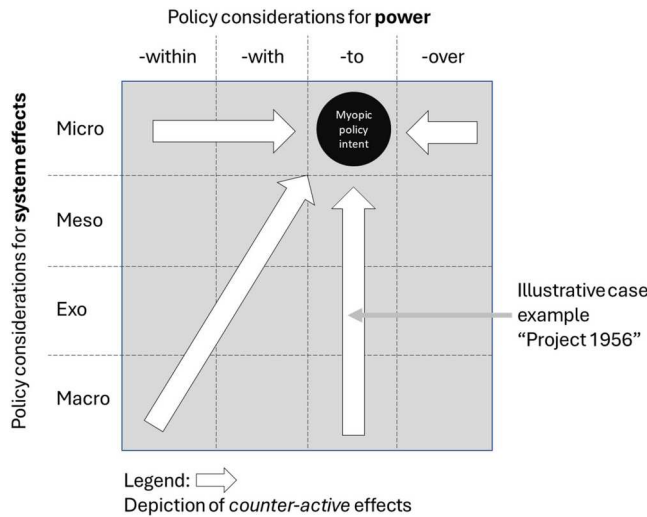 Policy considerations for power
-within -with -to -over
Policy considerations for system effects
Micro
Myopic
policy
intent
Meso
Exo
Macro
Illustrative case
example
“Project 1956”
Legend:
Depiction of counter-active effects